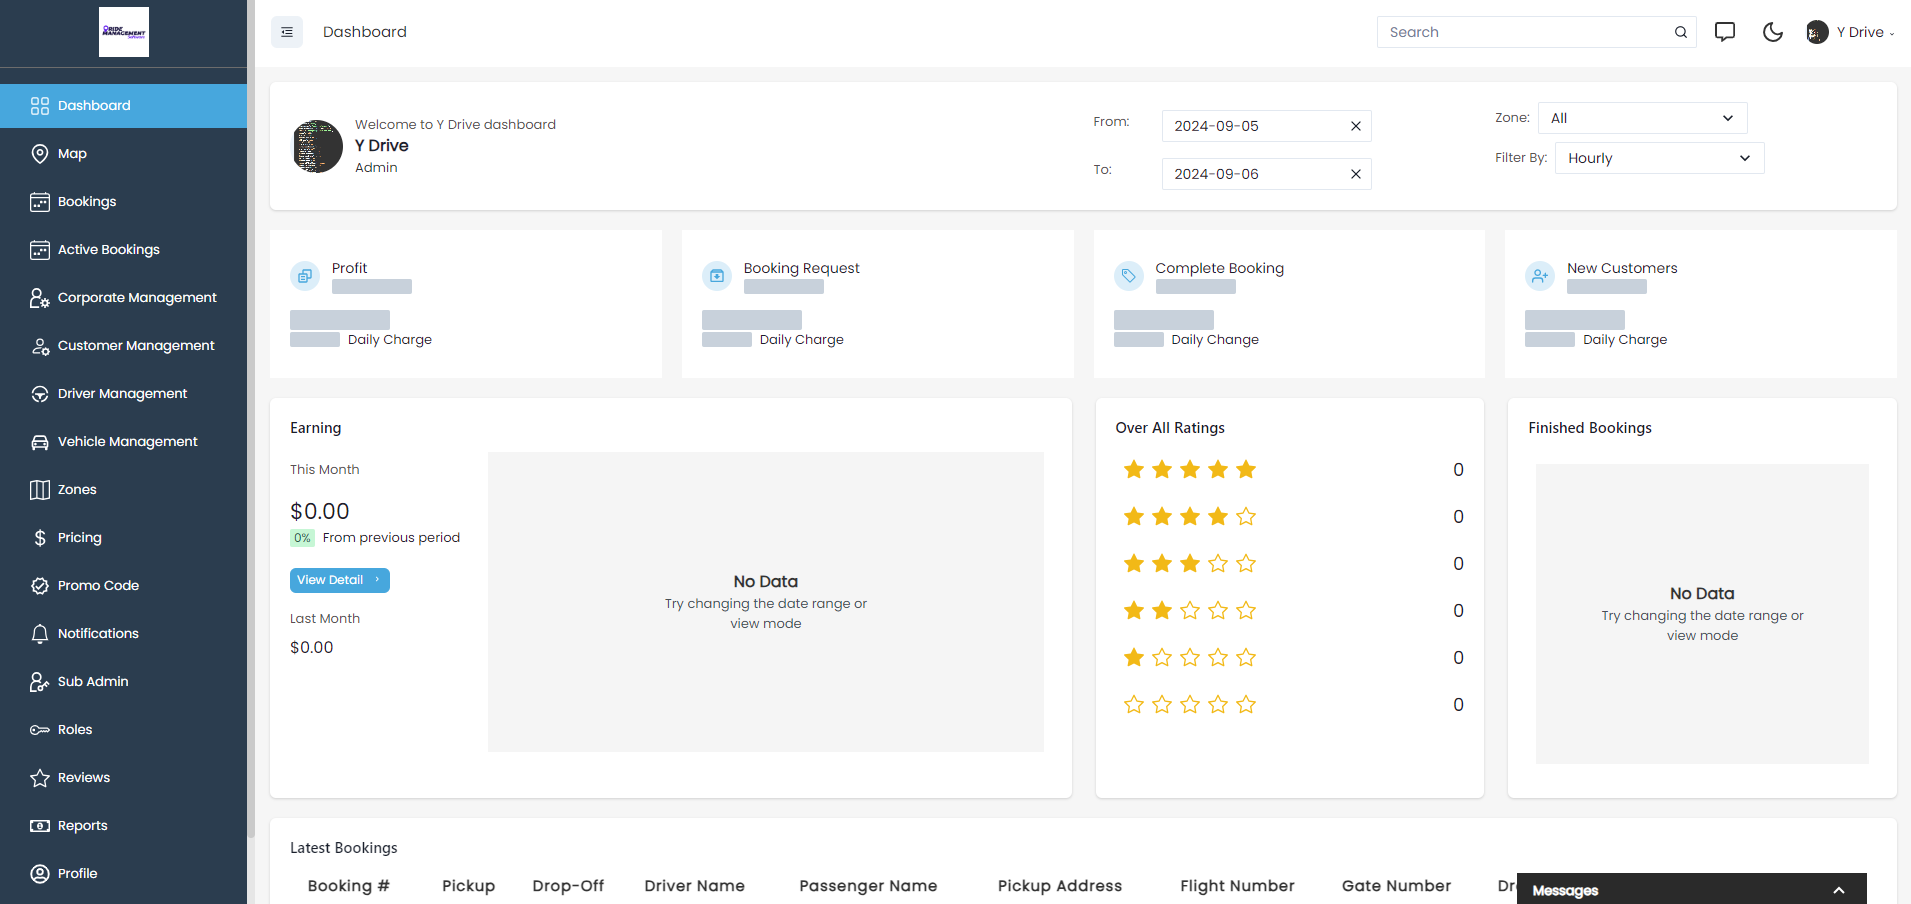 RIDE
MANAGEMENT
Software
Dashboard
Search
Y Drive
Dashboard
Map
Bookings
Active Bookings
Corporate Management
Customer Management
Driver Management
Vehicle Management
Zones
Pricing
Promo Code
Notifications
Sub Admin
Roles
Reviews
Reports
Profile
Welcome to Y Drive dashboard
Y Drive
Admin
From: 2024-09-05
To: 2024-09-06
Zone: All
Filter By: Hourly
Profit
Daily Charge
Booking Request
Daily Charge
Complete Booking
Daily Change
New Customers
Daily Charge
Earning
This Month
$0.00
0% From previous period
View Detail
Last Month
$0.00
No Data
Try changing the date range or
view mode
Over All Ratings
0
0
0
0
0
0
Finished Bookings
No Data
Try changing the date range or
view mode
Latest Bookings
Booking # Pickup Drop-Off Driver Name Passenger Name Pickup Address Flight Number Gate Number
Messages